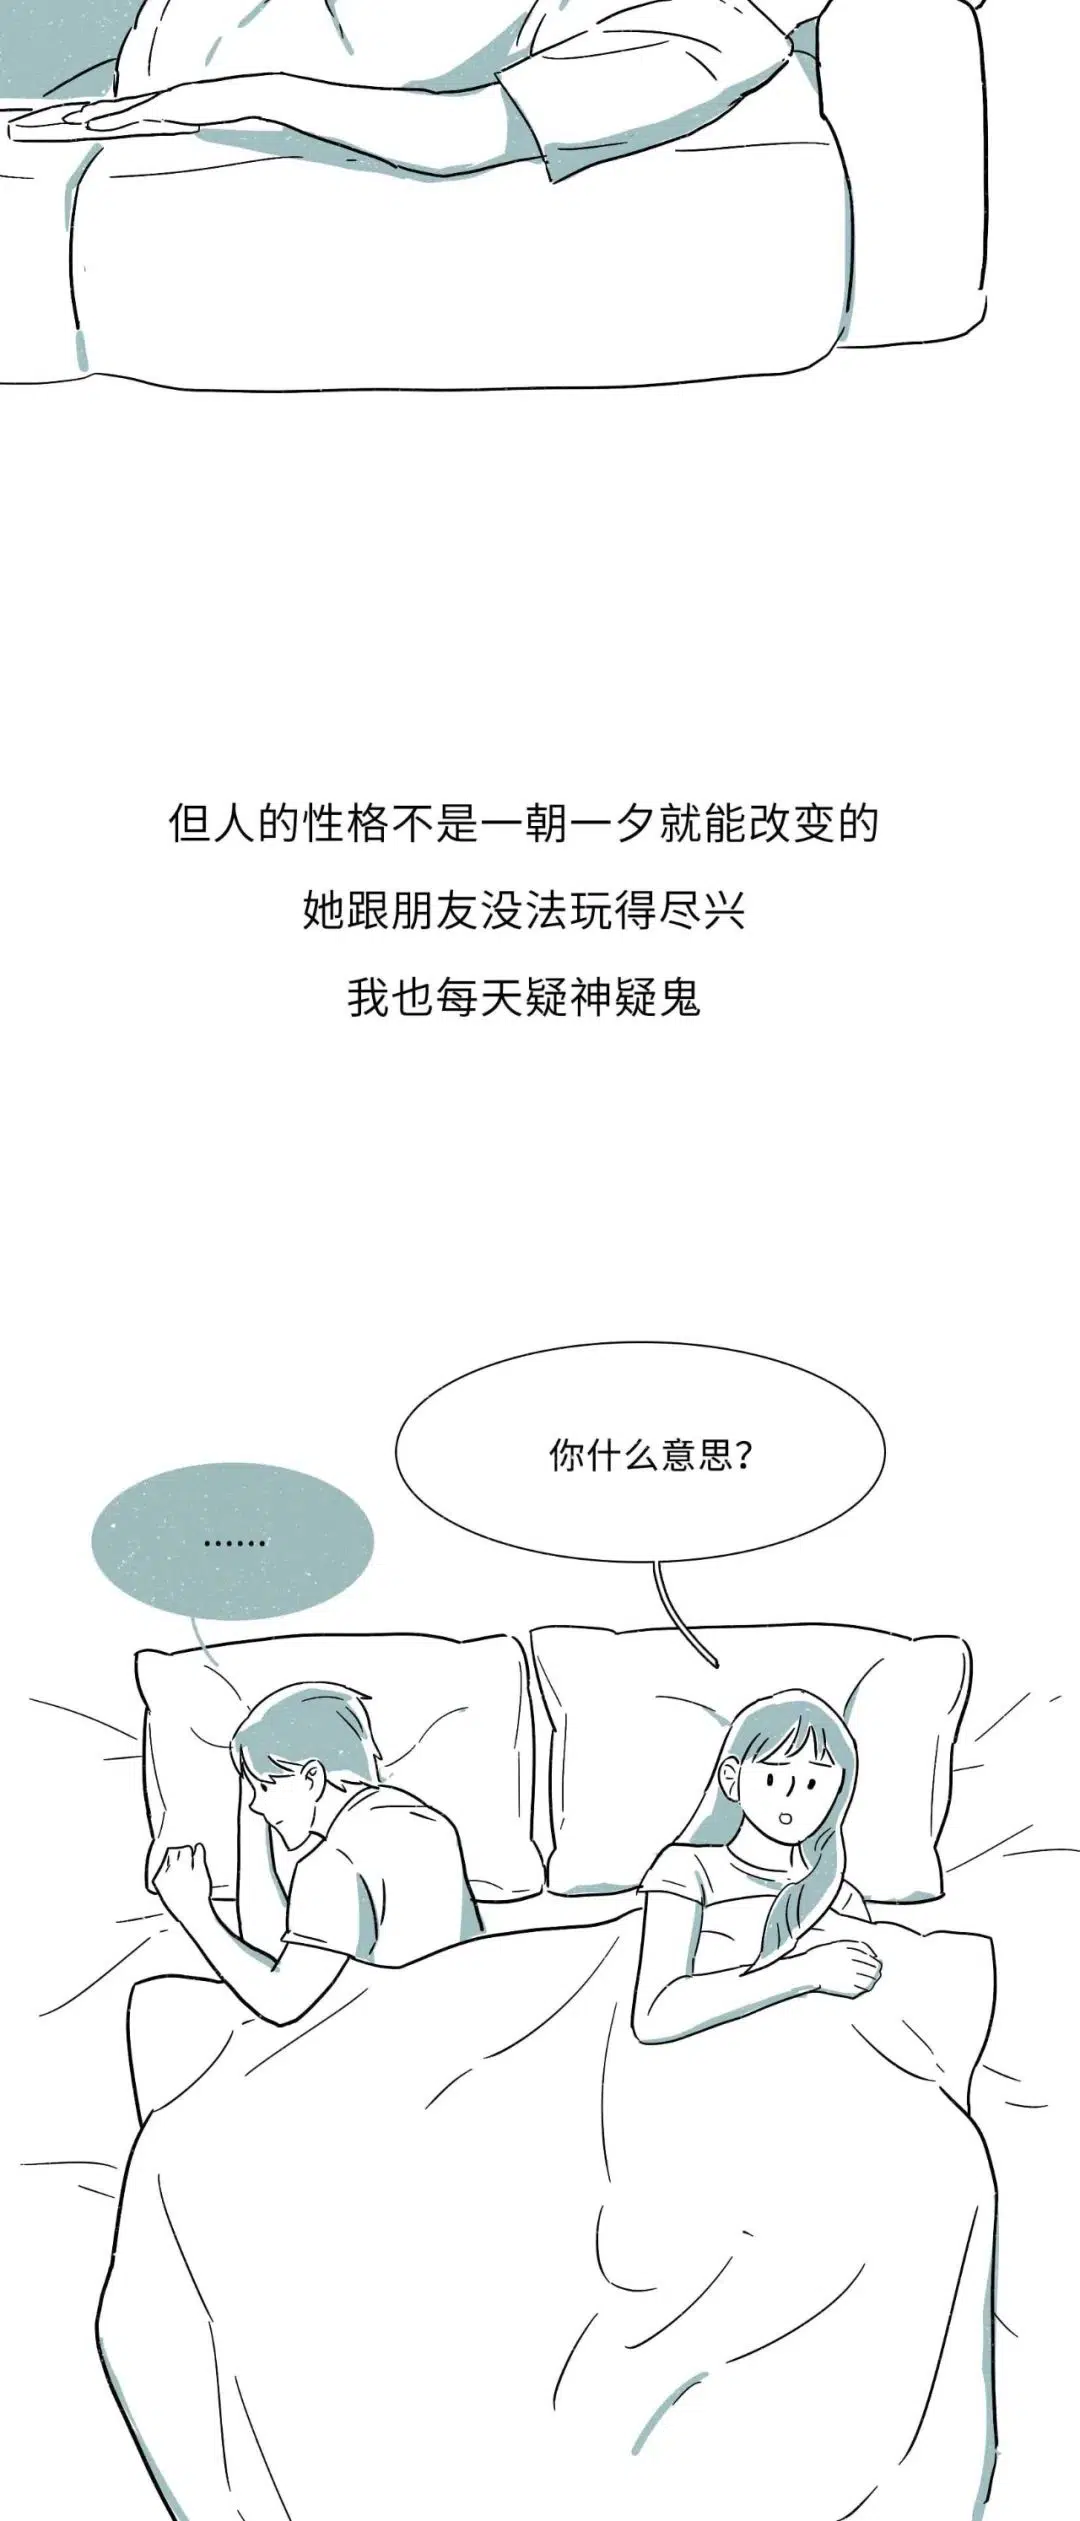 但人的性格不是一朝一夕就能改变的
她跟朋友没法玩得尽兴
我也每天疑神疑鬼
你什么意思？
……